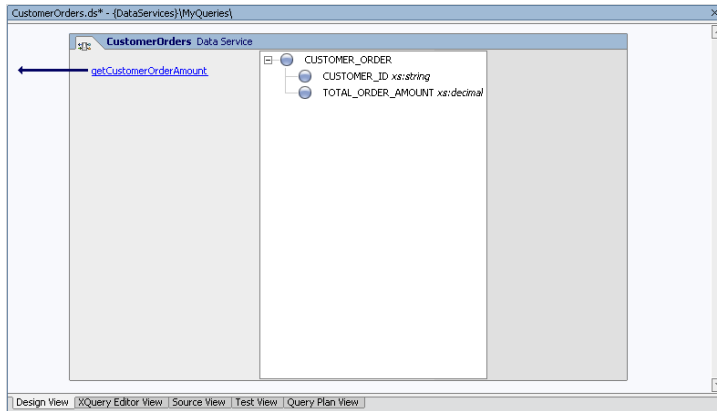 CustomerOrders.ds* - {DataServices}\MyQueries\
CustomerOrders Data Service
getCustomerOrderAmount
CUSTOMER_ORDER
CUSTOMER_ID xs:string
TOTAL_ORDER_AMOUNT xs:decimal
Design View XQuery Editor View Source View Test View Query Plan View